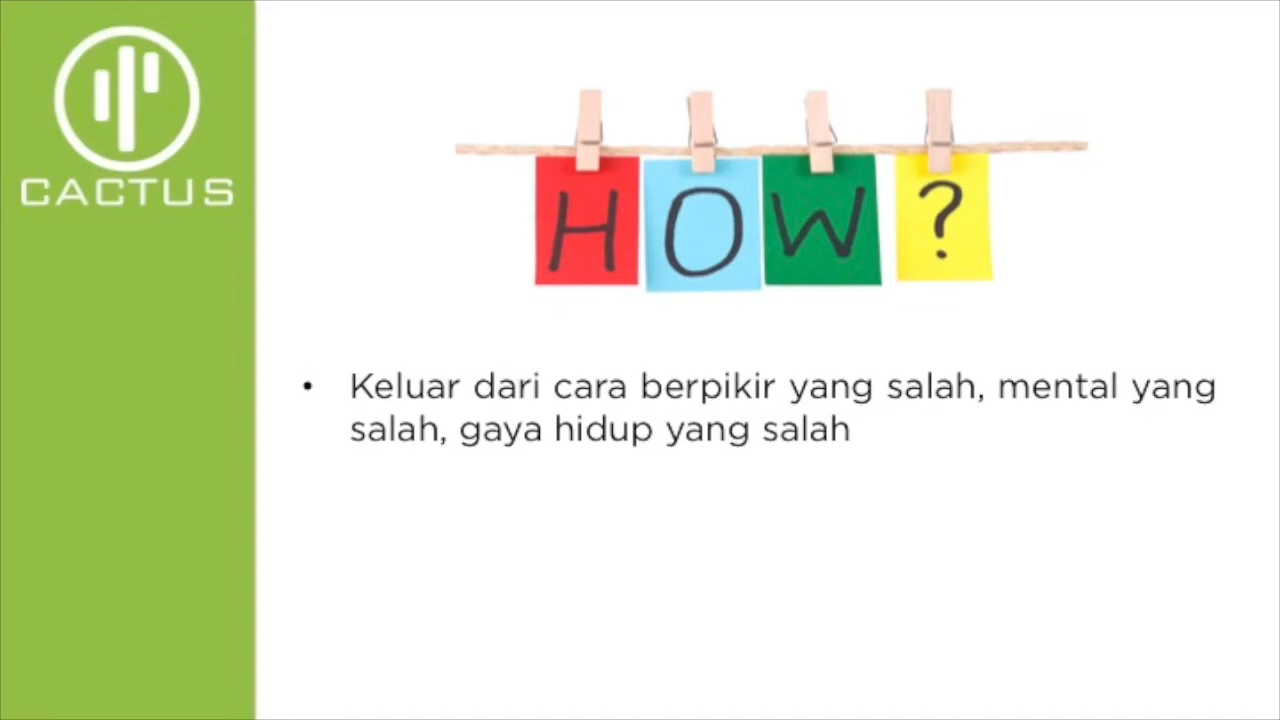 CACTUS
HOW?
• Keluar dari cara berpikir yang salah, mental yang
salah, gaya hidup yang salah